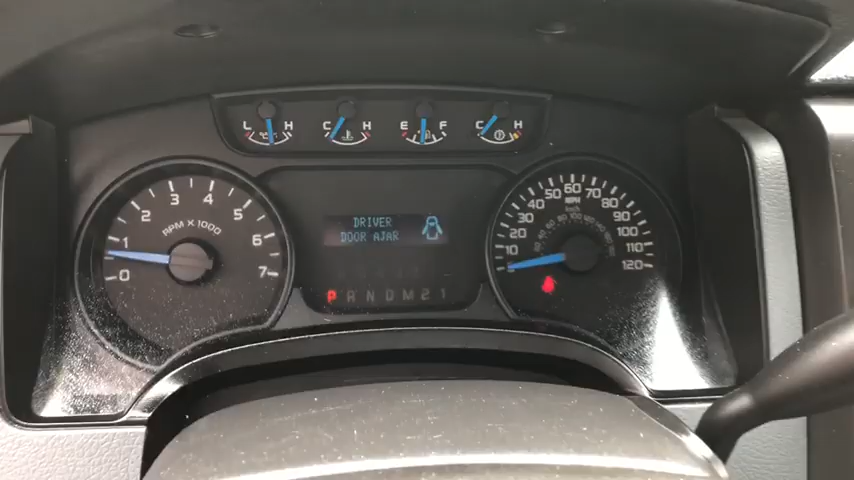 L H C H E F C H
0 1 2 3 4 5 6 7
RPM X 1000
DRIVER
DOOR AJAR
P R N D M 2 1
10 20 30 40 50 60 70 80 90 100 110 120
MPH
km/h